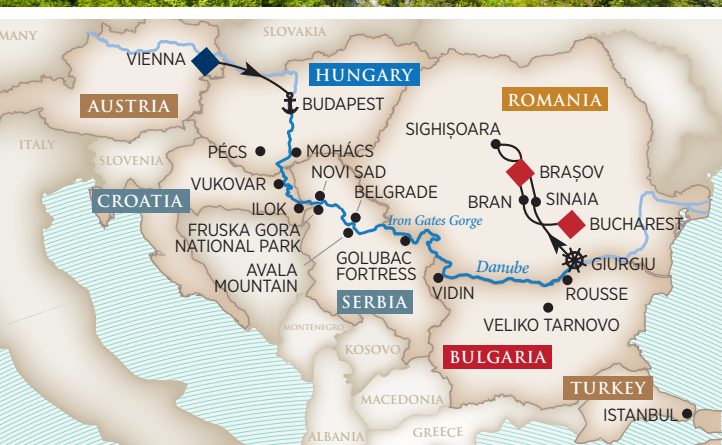 MANY
SLOVAKIA
VIENNA
HUNGARY
AUSTRIA
BUDAPEST
ROMANIA
SIGHIȘOARA
ITALY
SLOVENIA
PÉCS
MOHÁCS
NOVI SAD
BRAȘOV
VUKOVAR
BELGRADE
CROATIA
BRAN
SINAIA
ILOK
Iron Gates Gorge
BUCHAREST
FRUSKA GORA
NATIONAL PARK
GOLUBAC
FORTRESS
Danube
GIURGIU
AVALA
MOUNTAIN
VIDIN
ROUSSE
SERBIA
VELIKO TARNOVO
MONTENEGRO
KOSOVO
BULGARIA
TURKEY
MACEDONIA
ISTANBUL
ALBANIA
GREECE